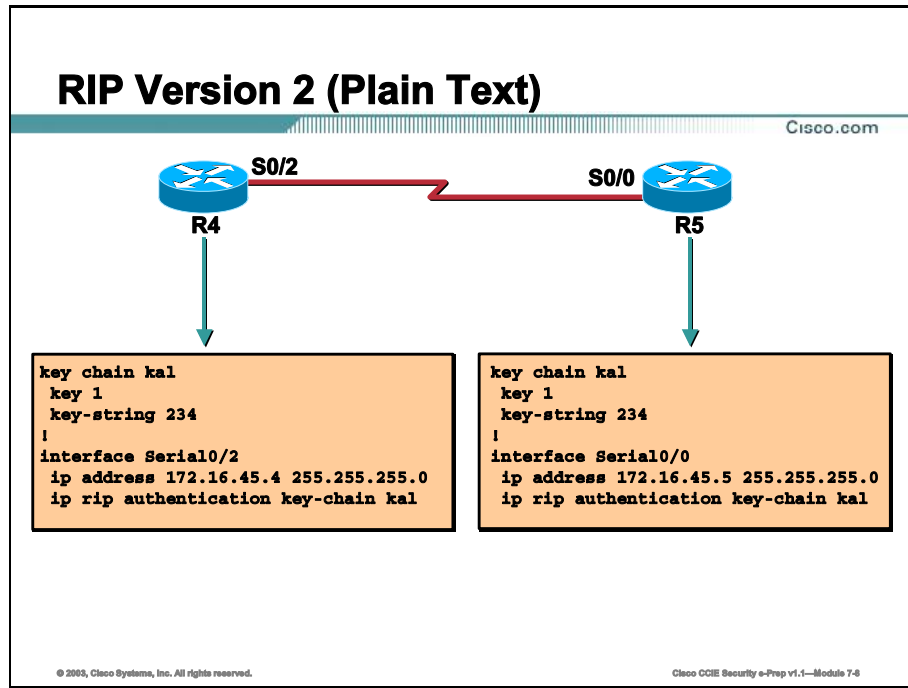 RIP Version 2 (Plain Text)
Cisco.com
S0/2
S0/0
R4
R5
key chain kal
key 1
key-string 234
!
interface Serial0/2
ip address 172.16.45.4 255.255.255.0
ip rip authentication key-chain kal
key chain kal
key 1
key-string 234
!
interface Serial0/0
ip address 172.16.45.5 255.255.255.0
ip rip authentication key-chain kal
© 2003, Cisco Systems, Inc. All rights reserved.
Cisco CCIE Security e-Prep v1.1—Module 7-8